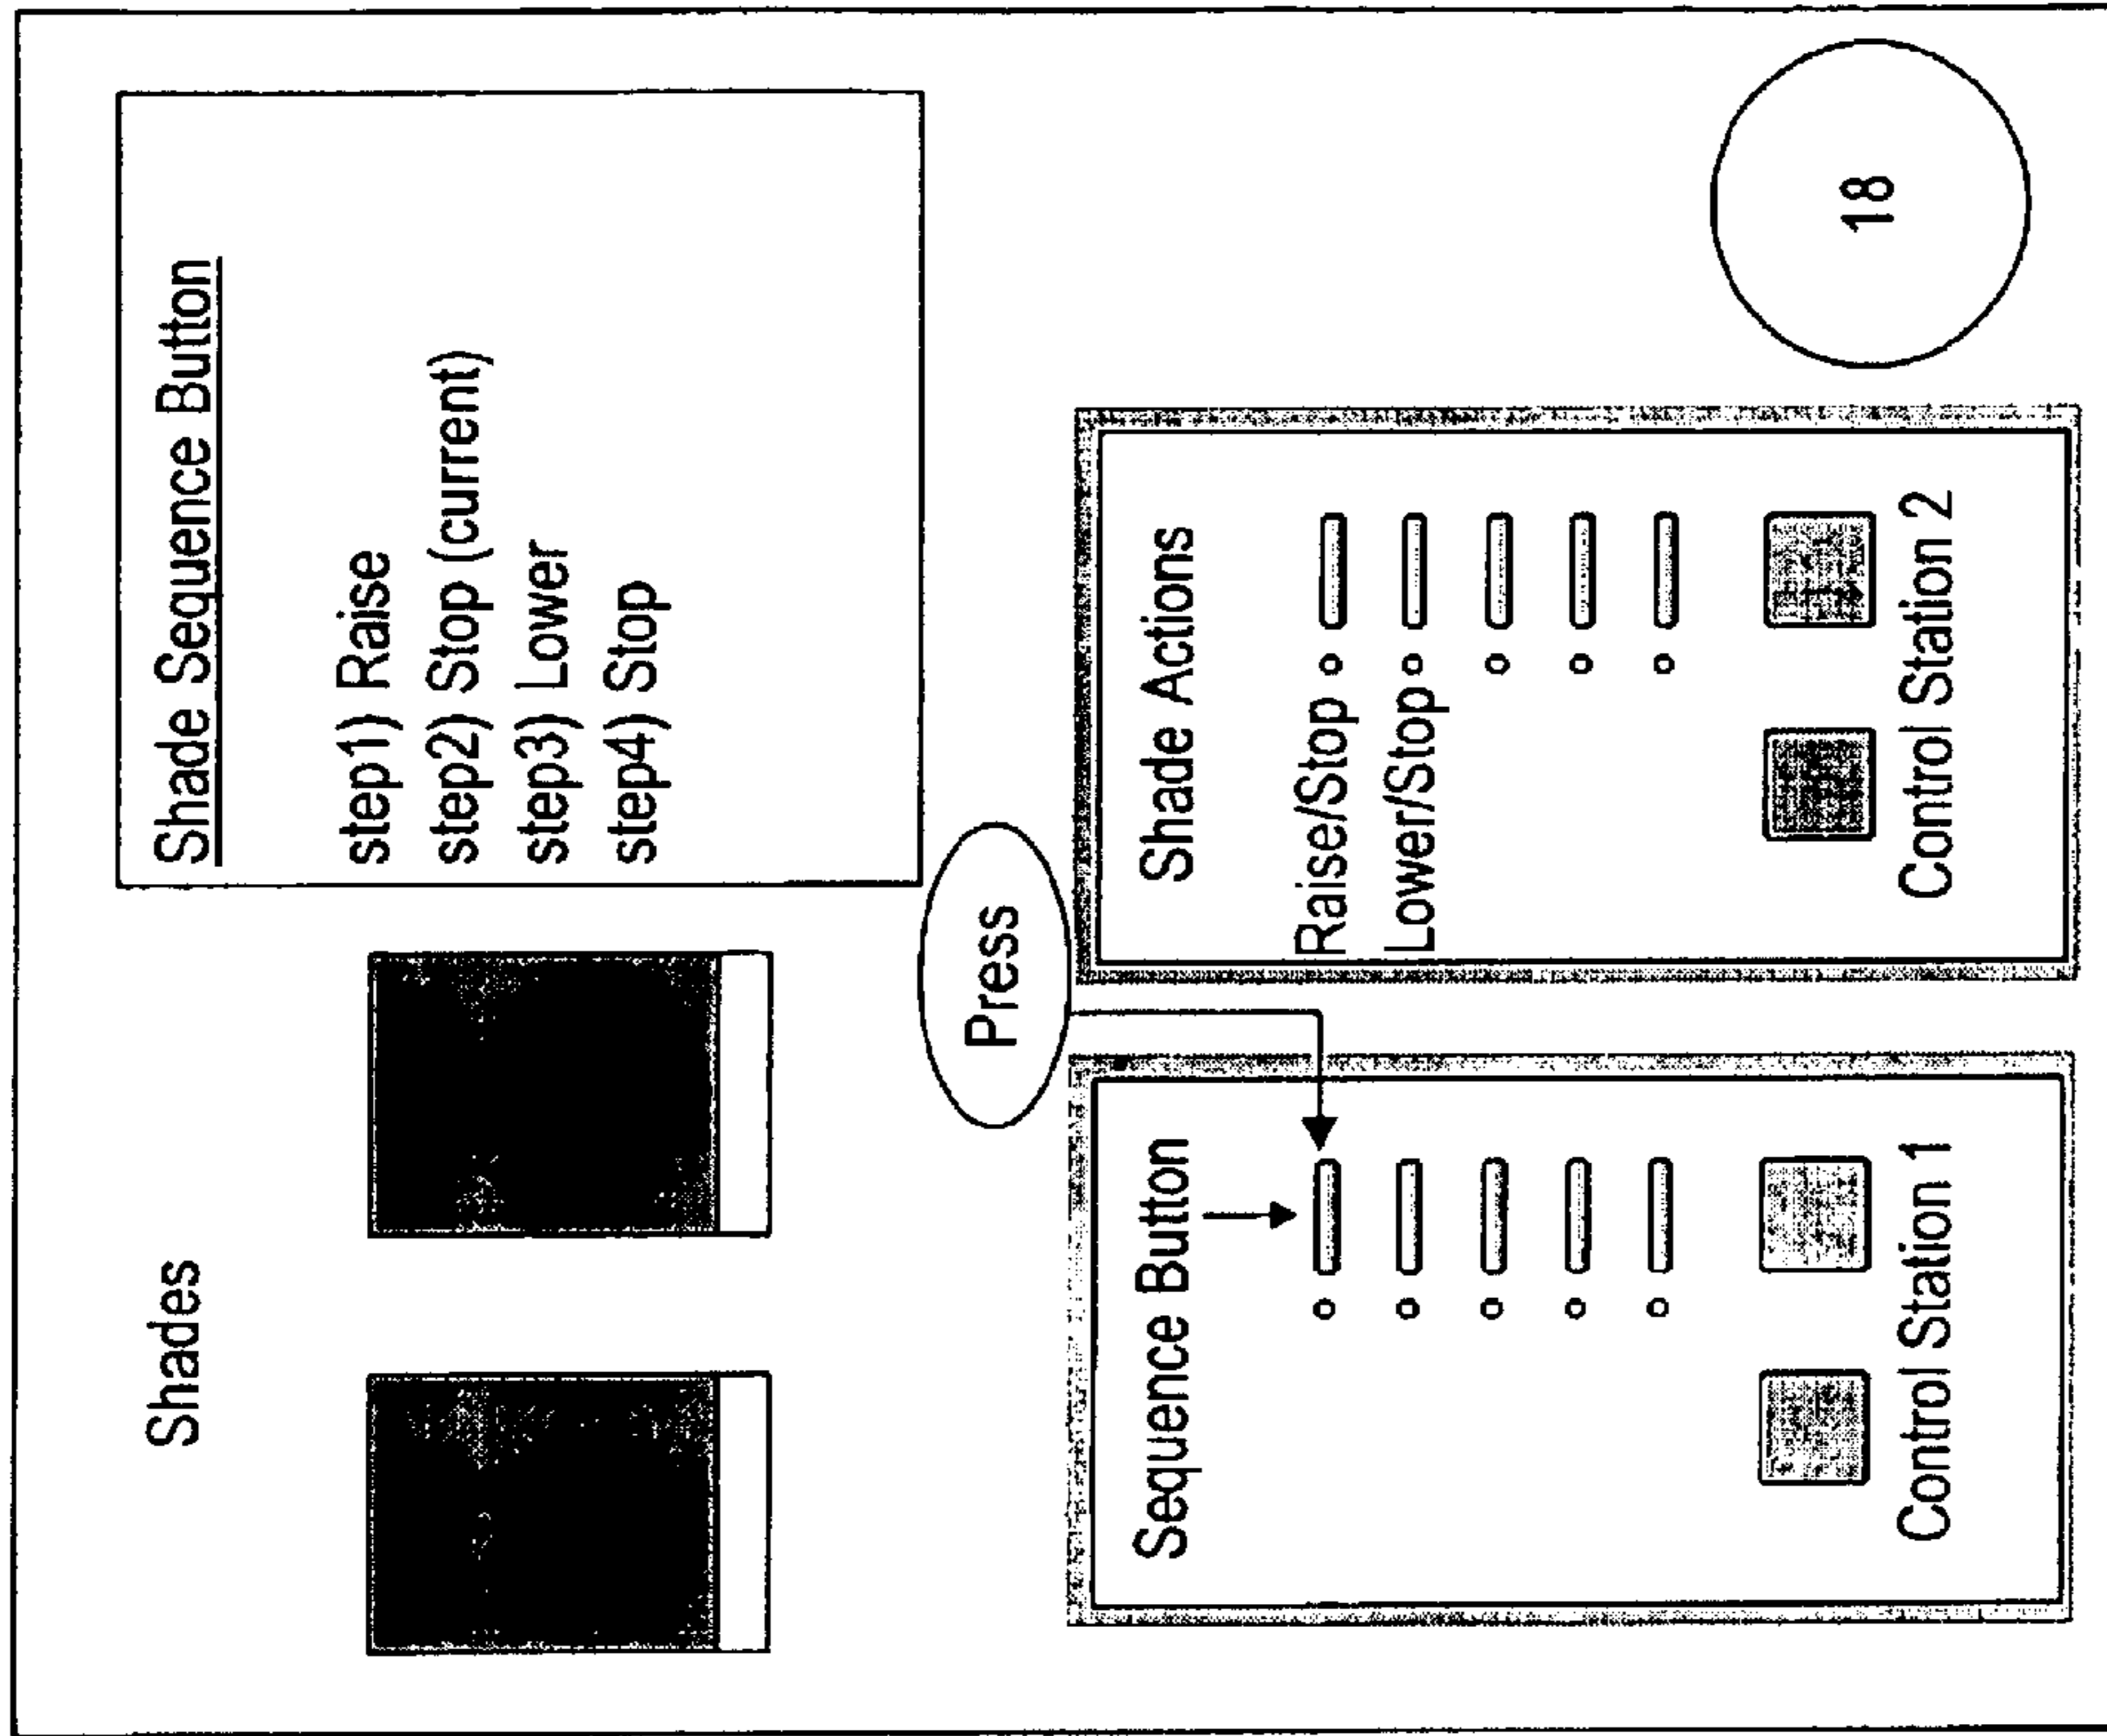 Shades
Shade Sequence Button
step1) Raise
step2) Stop (current)
step3) Lower
step4) Stop
Press
Sequence Button
Control Station 1
Shade Actions
Raise/Stop
Lower/Stop
Control Station 2
18